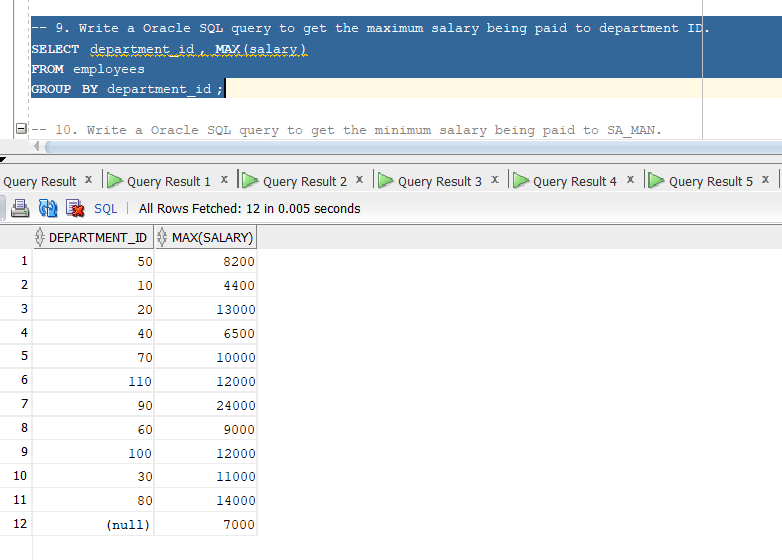 -- 9. Write a Oracle SQL query to get the maximum salary being paid to department ID.
SELECT department_id , MAX(salary)
FROM employees
GROUP BY department_id ;
-- 10. Write a Oracle SQL query to get the minimum salary being paid to SA_MAN.
Query Result x Query Result 1 x Query Result 2 x Query Result 3 x Query Result 4 x Query Result 5 x
SQL | All Rows Fetched: 12 in 0.005 seconds
DEPARTMENT_ID MAX(SALARY)
1 50 8200
2 10 4400
3 20 13000
4 40 6500
5 70 10000
6 110 12000
7 90 24000
8 60 9000
9 100 12000
10 30 11000
11 80 14000
12 (null) 7000